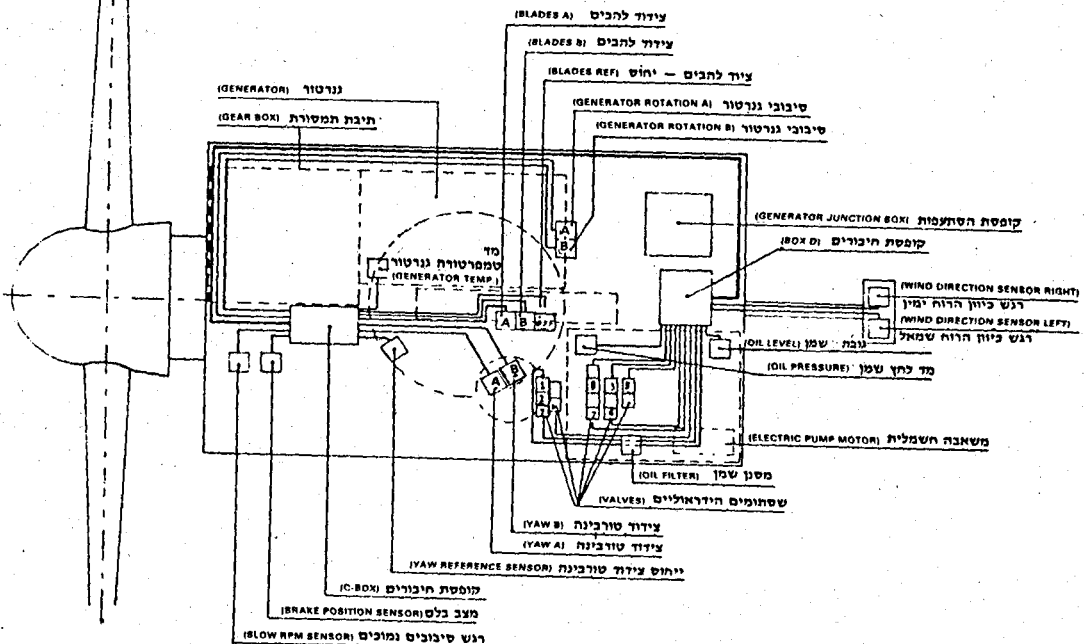 צידוד להבים (BLADES A)
צידוד להבים (BLADES B)
ציוד להבים – יחוס (BLADES REF)
גנרטור (GENERATOR)
סיבובי גנרטור (GENERATOR ROTATION A)
תיבת תמסורת (GEAR BOX)
סיבובי גנרטור (GENERATOR ROTATION B)
A
B
קופסת הסתעפות (GENERATOR JUNCTION BOX)
קופסת חיבורים (BOX D)
מד
טמפרטורה גנרטור
(GENERATOR TEMP)
(WIND DIRECTION SENSOR RIGHT)
רגש כיוון הרוח ימין
(WIND DIRECTION SENSOR LEFT)
רגש כיוון הרוח שמאל
A B
גובה שמן (OIL LEVEL)
מד לחץ שמן (OIL PRESSURE)
A B
משאבה חשמלית (ELECTRIC PUMP MOTOR)
מסנן שמן (OIL FILTER)
שסתומים הידראוליים (VALVES)
צידוד טורבינה (YAW B)
צידוד טורבינה (YAW A)
ייחוס צידוד טורבינה (YAW REFERENCE SENSOR)
קופסת חיבורים (C-BOX)
מצב בלם (BRAKE POSITION SENSOR)
רגש סיבובים נמוכים (SLOW RPM SENSOR)